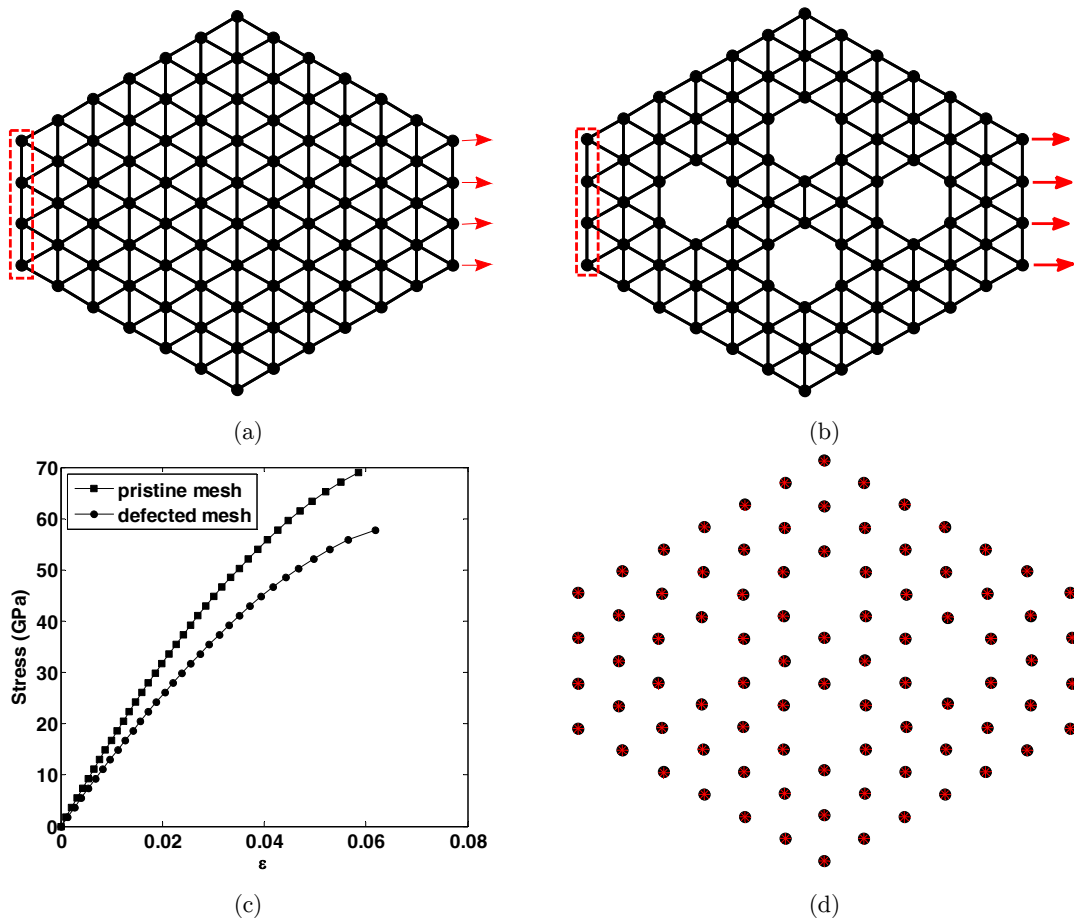 (a)
(b)
70
60
50
40
30
20
10
0
Stress (GPa)
pristine mesh
defected mesh
0
0.02
0.04
0.06
0.08
ε
(c)
(d)